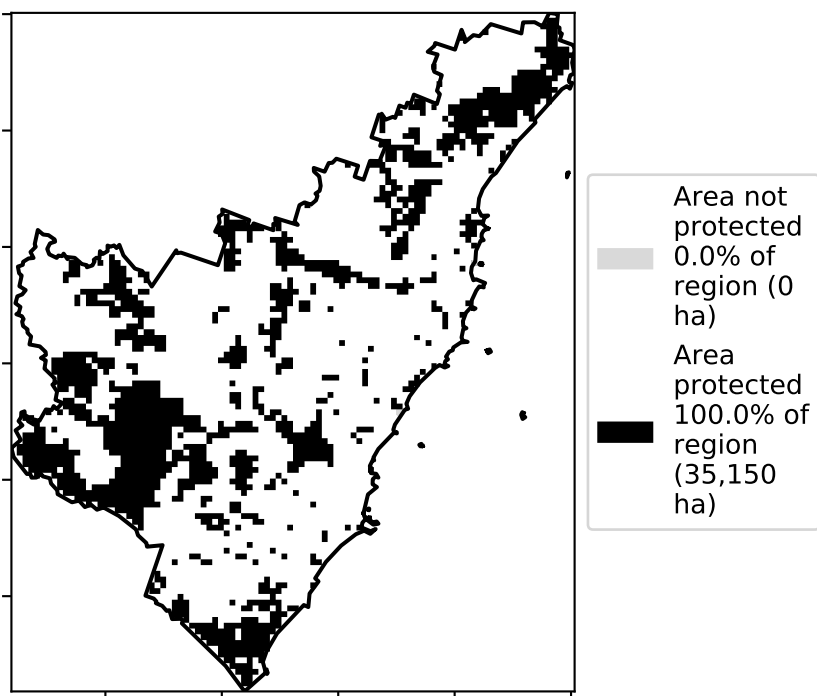 Area not
protected
0.0% of
region (0
ha)
Area
protected
100.0% of
region
(35,150
ha)